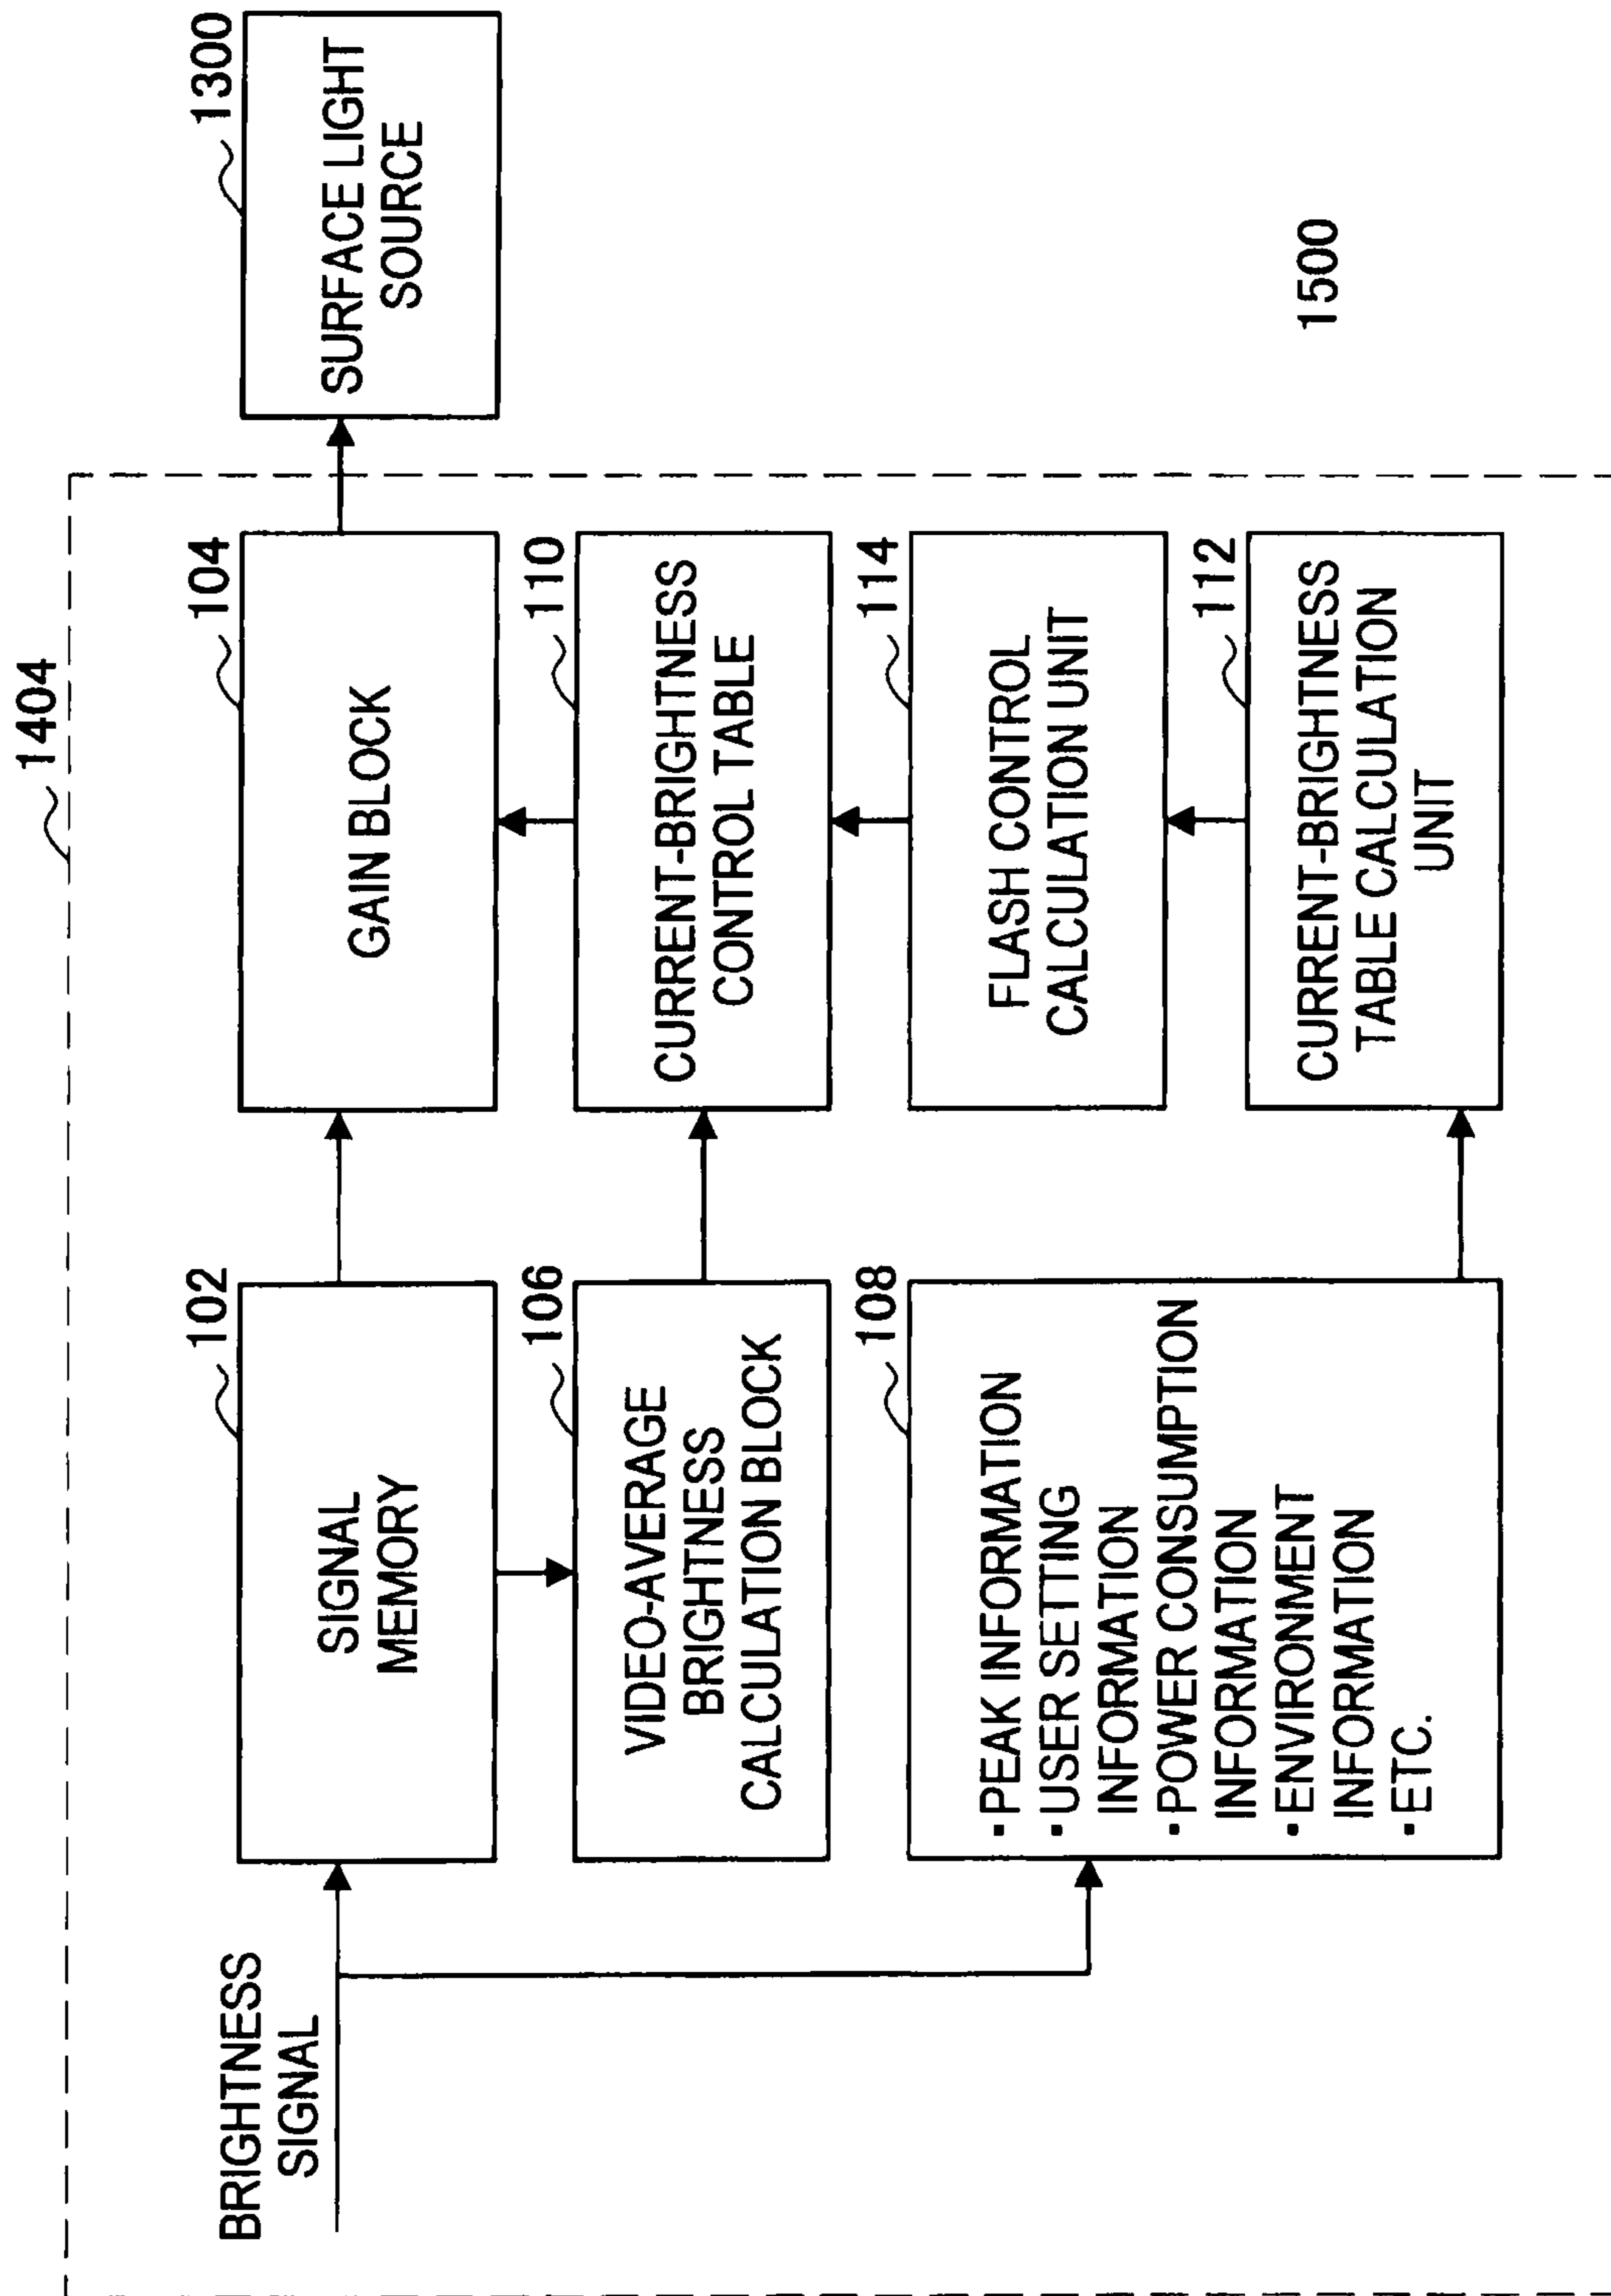 1404
BRIGHTNESS
SIGNAL
102
SIGNAL
MEMORY
104
GAIN BLOCK
1300
SURFACE LIGHT
SOURCE
106
VIDEO-AVERAGE
BRIGHTNESS
CALCULATION BLOCK
110
CURRENT-BRIGHTNESS
CONTROL TABLE
108
· PEAK INFORMATION
· USER SETTING
INFORMATION
· POWER CONSUMPTION
INFORMATION
· ENVIRONMENT
INFORMATION
· ETC.
114
FLASH CONTROL
CALCULATION UNIT
112
CURRENT-BRIGHTNESS
TABLE CALCULATION
UNIT
1500